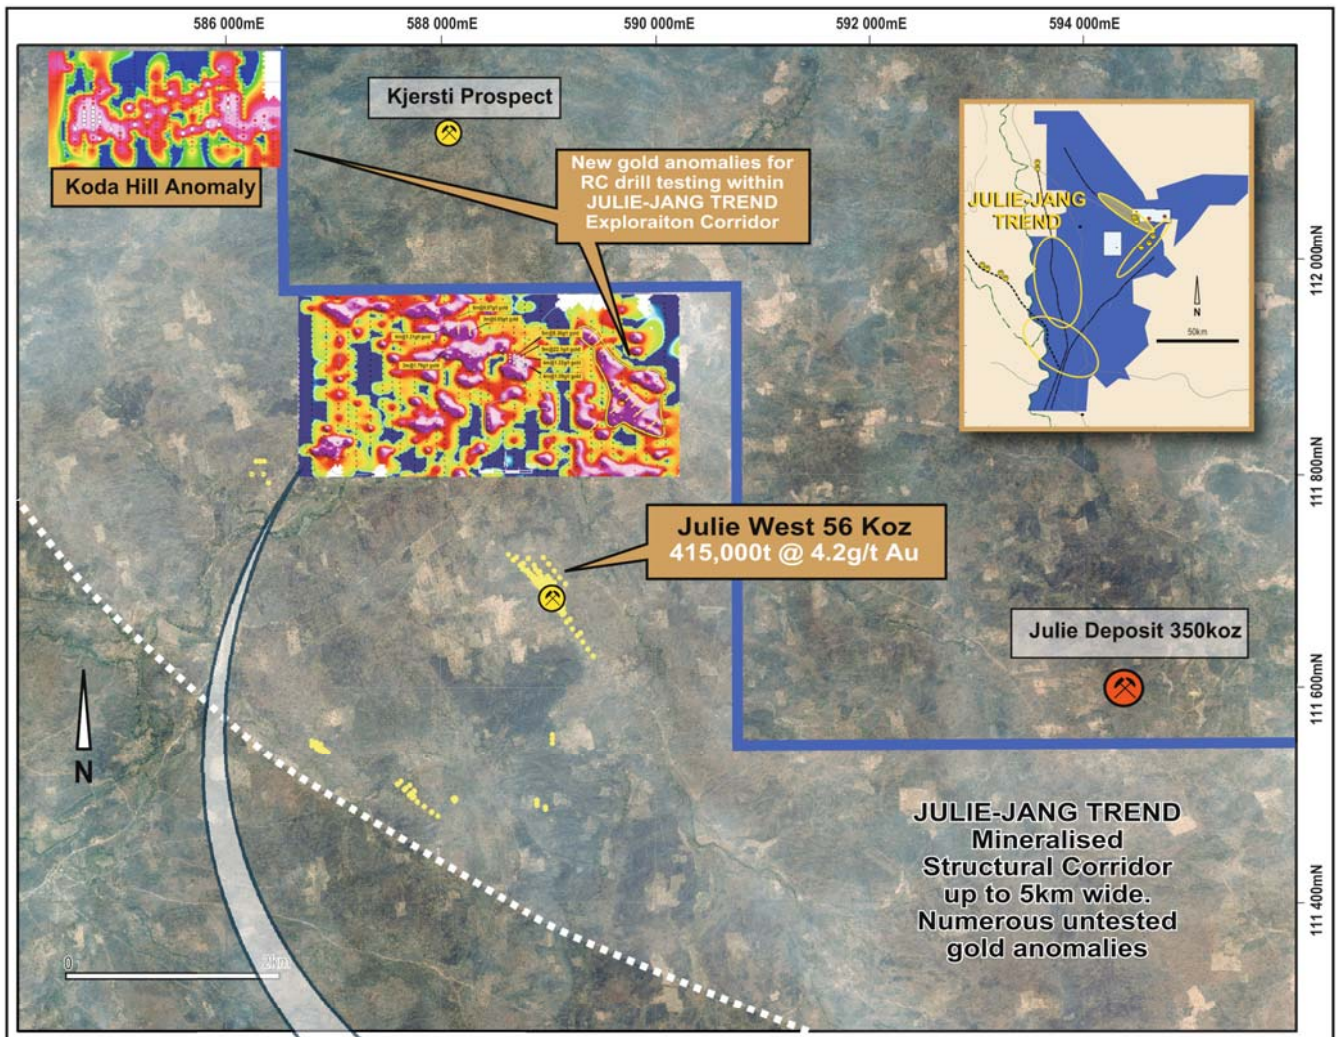 586 000mE
588 000mE
590 000mE
592 000mE
594 000mE
Kjersti Prospect
Koda Hill Anomaly
New gold anomalies for
RC drill testing within
JULIE-JANG TREND
Exploraiton Corridor
JULIE-JANG
TREND
N
50km
112 000mN
111 800mN
Julie West 56 Koz
415,000t @ 4.2g/t Au
Julie Deposit 350koz
111 600mN
N
JULIE-JANG TREND
Mineralised
Structural Corridor
up to 5km wide.
Numerous untested
gold anomalies
111 400mN
0
2km